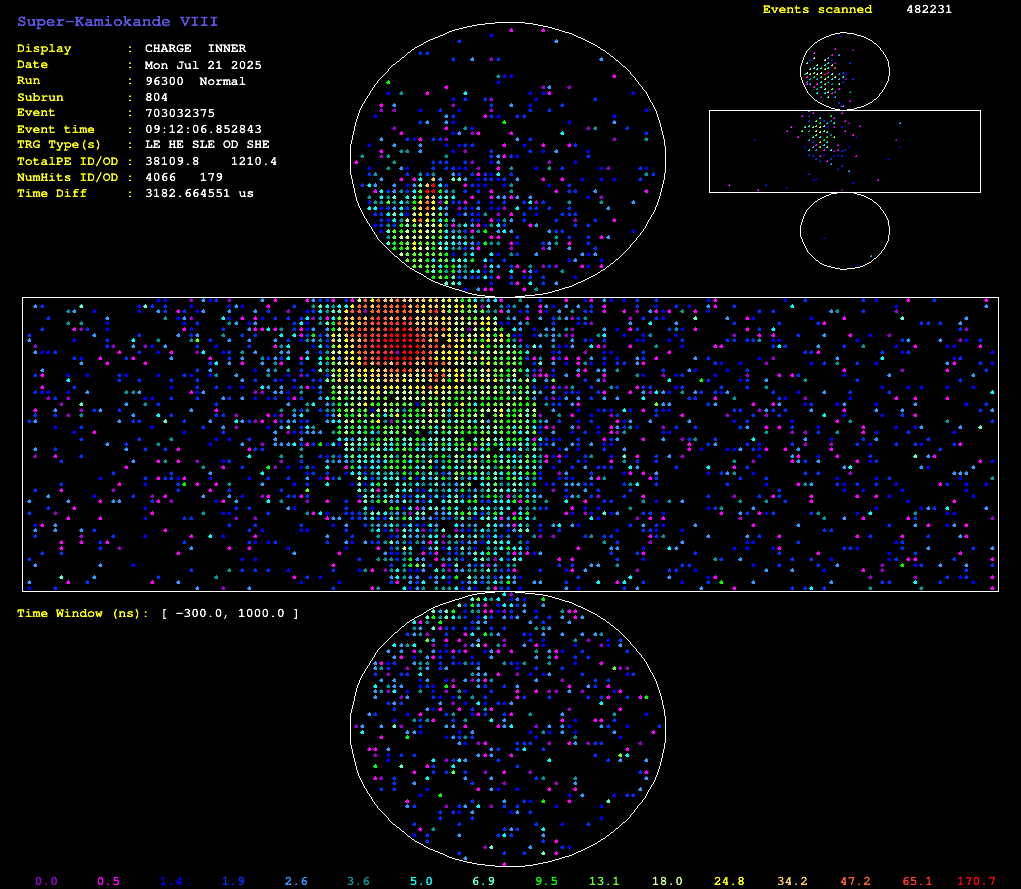 Super-Kamiokande VIII
Display : CHARGE INNER
Date : Mon Jul 21 2025
Run : 96300 Normal
Subrun : 804
Event : 703032375
Event time : 09:12:06.852843
TRG Type(s) : LE HE SLE OD SHE
TotalPE ID/OD : 38109.8 1210.4
NumHits ID/OD : 4066 179
Time Diff : 3182.664551 us
Events scanned 482231
Time Window (ns): [ -300.0, 1000.0 ]
0.0 0.5 1.4 1.9 2.6 3.6 5.0 6.9 9.5 13.1 18.0 24.8 34.2 47.2 65.1 170.7